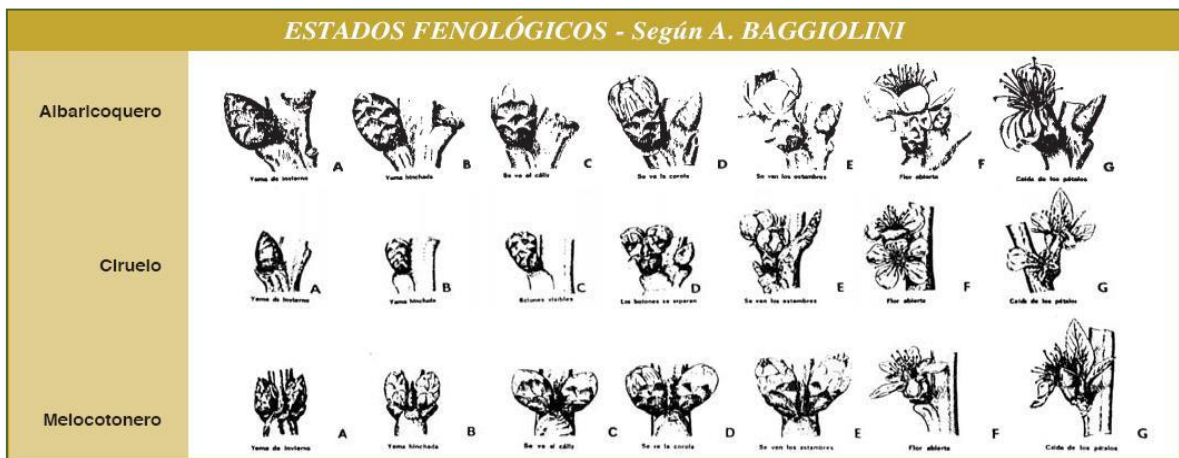 ESTADOS FENOLÓGICOS - Según A. BAGGIOLINI
Albaricoquero
A B C D E F G
Yema de invierno Yema hinchada Se ve el cáliz Se ve la corola Se ven los estambres Flor abierta Caída de los pétalos
Ciruelo
A B C D E F G
Yema de invierno Yema hinchada Botones visibles Los botones se separan Se ven los estambres Flor abierta Caída de los pétalos
Melocotonero
A B C D E F G
Yema de invierno Yema hinchada Se ve el cáliz Se ve la corola Se ven los estambres Flor abierta Caída de los pétalos